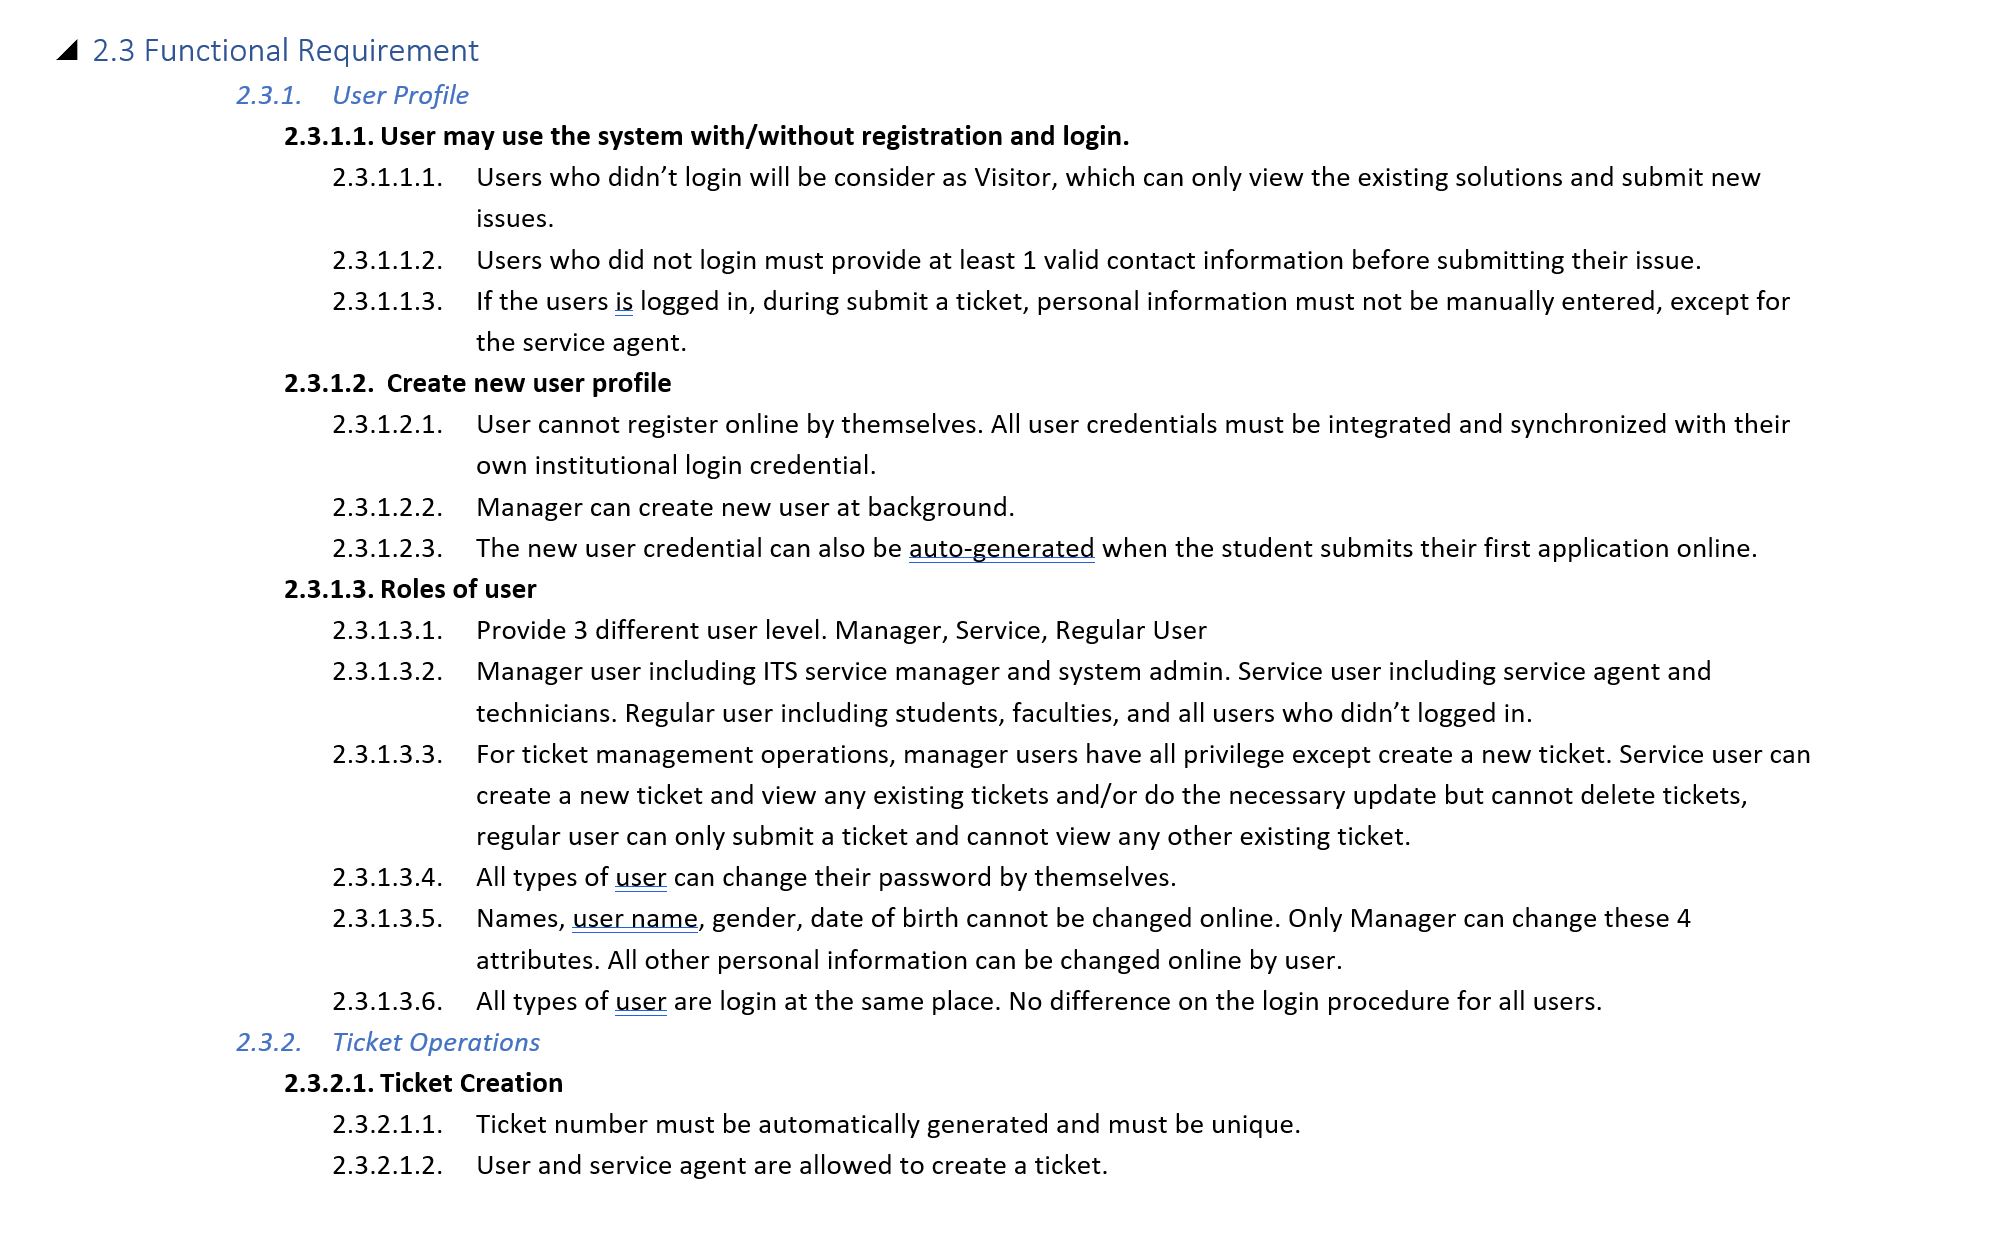 2.3 Functional Requirement
2.3.1. User Profile
2.3.1.1. User may use the system with/without registration and login.
2.3.1.1.1. Users who didn’t login will be consider as Visitor, which can only view the existing solutions and submit new
issues.
2.3.1.1.2. Users who did not login must provide at least 1 valid contact information before submitting their issue.
2.3.1.1.3. If the users is logged in, during submit a ticket, personal information must not be manually entered, except for
the service agent.
2.3.1.2. Create new user profile
2.3.1.2.1. User cannot register online by themselves. All user credentials must be integrated and synchronized with their
own institutional login credential.
2.3.1.2.2. Manager can create new user at background.
2.3.1.2.3. The new user credential can also be auto-generated when the student submits their first application online.
2.3.1.3. Roles of user
2.3.1.3.1. Provide 3 different user level. Manager, Service, Regular User
2.3.1.3.2. Manager user including ITS service manager and system admin. Service user including service agent and
technicians. Regular user including students, faculties, and all users who didn’t logged in.
2.3.1.3.3. For ticket management operations, manager users have all privilege except create a new ticket. Service user can
create a new ticket and view any existing tickets and/or do the necessary update but cannot delete tickets,
regular user can only submit a ticket and cannot view any other existing ticket.
2.3.1.3.4. All types of user can change their password by themselves.
2.3.1.3.5. Names, user name, gender, date of birth cannot be changed online. Only Manager can change these 4
attributes. All other personal information can be changed online by user.
2.3.1.3.6. All types of user are login at the same place. No difference on the login procedure for all users.
2.3.2. Ticket Operations
2.3.2.1. Ticket Creation
2.3.2.1.1. Ticket number must be automatically generated and must be unique.
2.3.2.1.2. User and service agent are allowed to create a ticket.